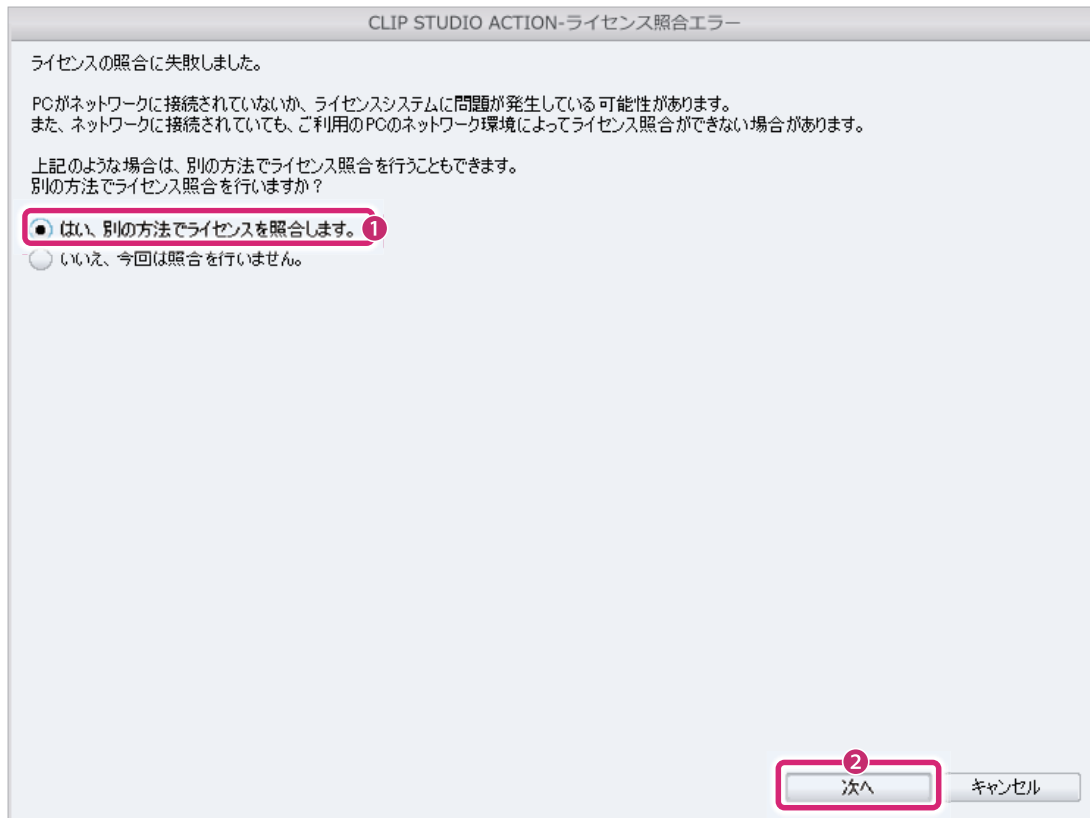 CLIP STUDIO ACTION-ライセンス照合エラー
ライセンスの照合に失敗しました。
PCがネットワークに接続されていないか、ライセンスシステムに問題が発生している可能性があります。
また、ネットワークに接続されていても、ご利用のPCのネットワーク環境によってライセンス照合ができない場合があります。
上記のような場合は、別の方法でライセンス照合を行うこともできます。
別の方法でライセンス照合を行いますか？
はい、別の方法でライセンスを照合します。 1
いいえ、今回は照合を行いません。
2
次へ キャンセル